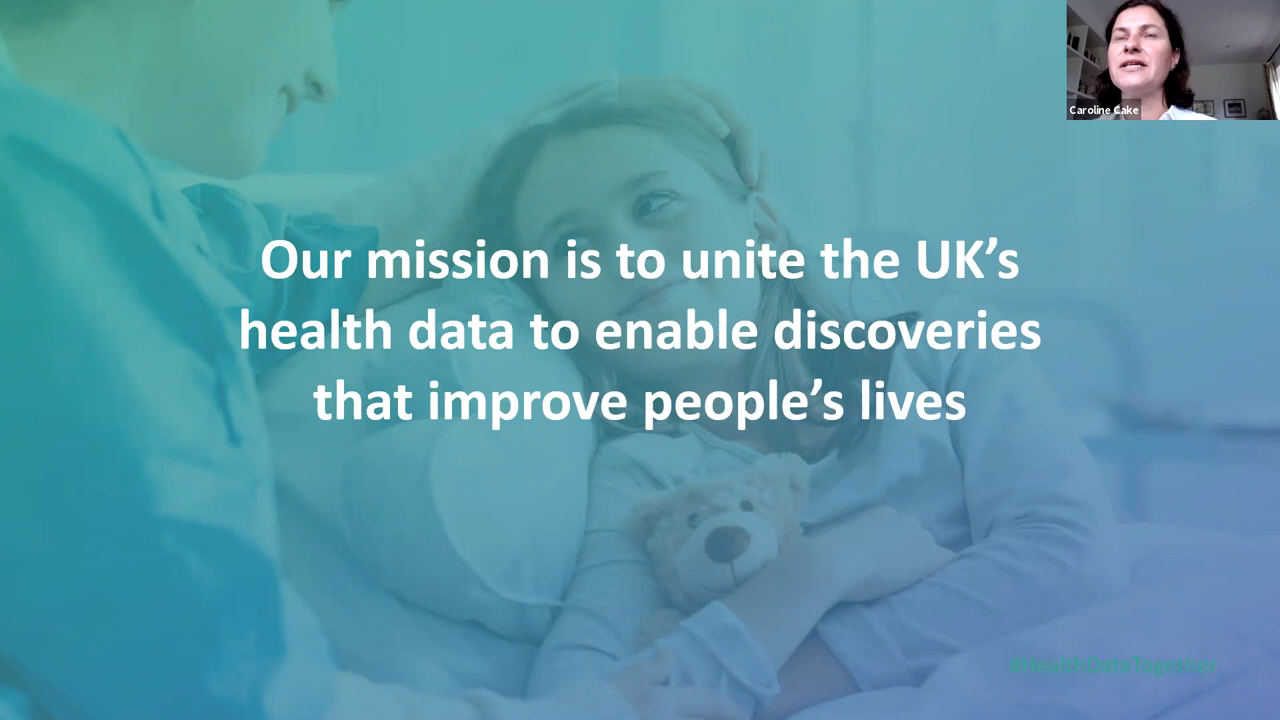 Caroline Cake
Our mission is to unite the UK’s
health data to enable discoveries
that improve people’s lives
#HealthDataTogether